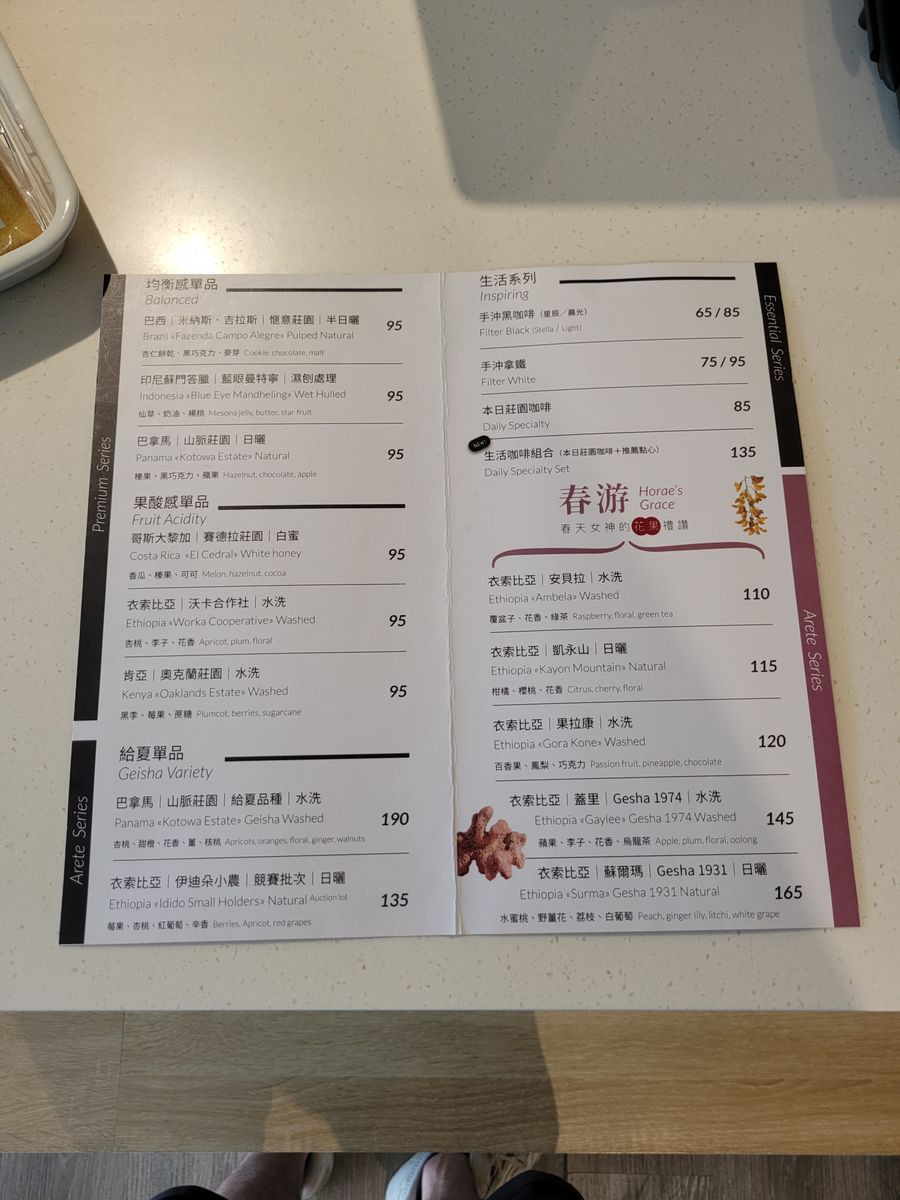 Premium Series
均衡感單品
Balanced
巴西｜米納斯．吉拉斯｜愜意莊園｜半日曬
95
Brazil «Fazenda Campo Alegre» Pulped Natural
杏仁餅乾、黑巧克力、麥芽 Cookie, chocolate, malt
印尼蘇門答臘｜藍眼曼特寧｜濕刨處理
Indonesia «Blue Eye Mandheling» Wet Hulled
95
仙草、奶油、楊桃 Mesona jelly, butter, star fruit
巴拿馬｜山脈莊園｜日曬
Panama «Kotowa Estate» Natural
95
榛果，黑巧克力，蘋果 Hazelnut, chocolate, apple
果酸感單品
Fruit Acidity
哥斯大黎加｜賽德拉莊園｜白蜜
Costa Rica «El Cedral» White honey
95
香瓜、榛果、可可 Melon, hazelnut, cocoa
衣索比亞｜沃卡合作社｜水洗
Ethiopia «Worka Cooperative» Washed
95
杏桃、李子、花香 Apricot, plum, floral
肯亞｜奧克蘭莊園｜水洗
Kenya «Oaklands Estate» Washed
95
黑李、莓果、蔗糖 Plumcot, berries, sugarcane
Arete Series
給夏單品
Geisha Variety
巴拿馬｜山脈莊園｜給夏品種｜水洗
Panama «Kotowa Estate» Geisha Washed
190
杏桃、甜橙、花香、薑、核桃 Apricots, oranges, floral, ginger, walnuts
衣索比亞｜伊迪朵小農｜競賽批次｜日曬
Ethiopia «Idido Small Holders» Natural Auction lot
135
莓果、杏桃、紅葡萄、辛香 Berries, Apricot, red grapes
Essential Series
生活系列
Inspiring
手沖黑咖啡（星辰／晨光）
65 / 85
Filter Black (Stella / Light)
手沖拿鐵
75 / 95
Filter White
本日莊園咖啡
85
Daily Specialty
NEW!
生活咖啡組合（本日莊園咖啡＋推薦點心）
135
Daily Specialty Set
Arete Series
春游 Horae's Grace
春天女神的花果禮讚
衣索比亞｜安貝拉｜水洗
Ethiopia «Ambela» Washed
110
覆盆子、花香、綠茶 Raspberry, floral, green tea
衣索比亞｜凱永山｜日曬
Ethiopia «Kayon Mountain» Natural
115
柑橘、櫻桃、花香 Citrus, cherry, floral
衣索比亞｜果拉康｜水洗
Ethiopia «Gora Kone» Washed
120
百香果、鳳梨、巧克力 Passion fruit, pineapple, chocolate
衣索比亞｜蓋里｜Gesha 1974｜水洗
Ethiopia «Gaylee» Gesha 1974 Washed
145
蘋果、李子、花香、烏龍茶 Apple, plum, floral, oolong
衣索比亞｜蘇爾瑪｜Gesha 1931｜日曬
Ethiopia «Surma» Gesha 1931 Natural
165
水蜜桃、野薑花、荔枝、白葡萄 Peach, ginger lily, litchi, white grape